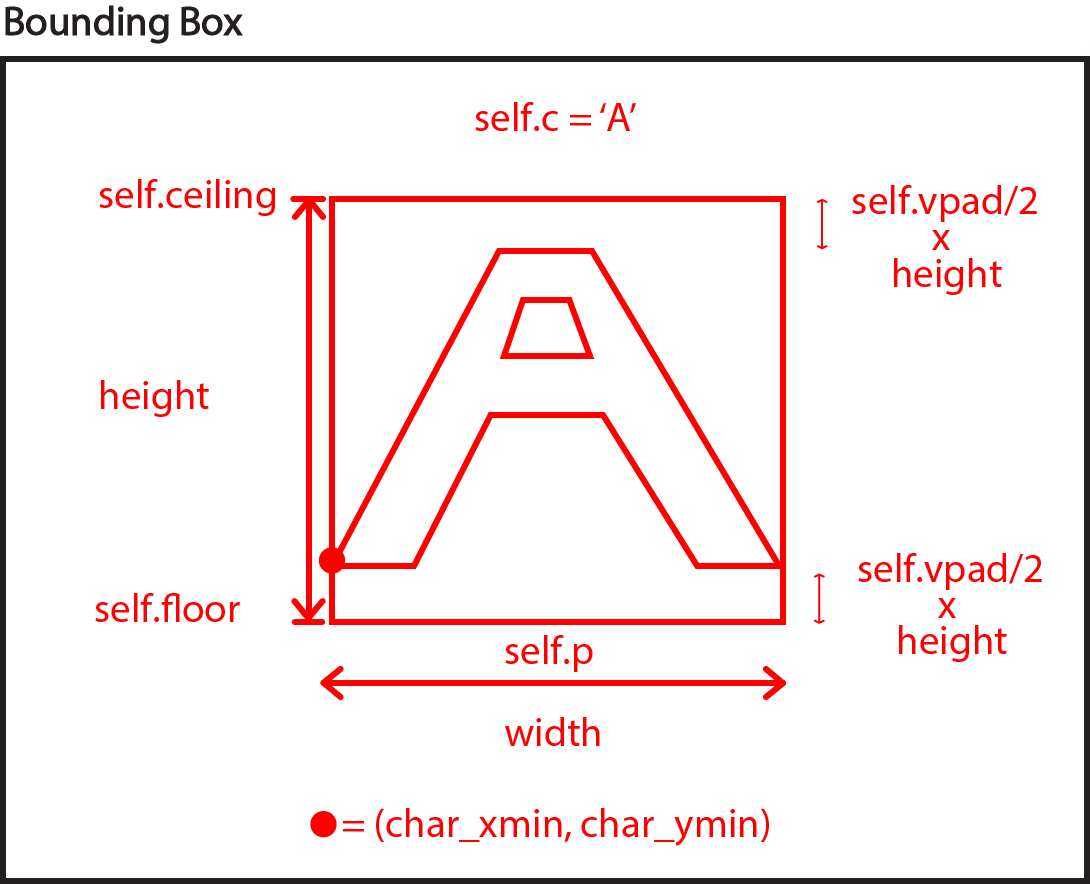 Bounding Box
self.c = ‘A’
self.ceiling
self.vpad/2
x
height
height
self.floor
self.vpad/2
x
height
self.p
width
= (char_xmin, char_ymin)